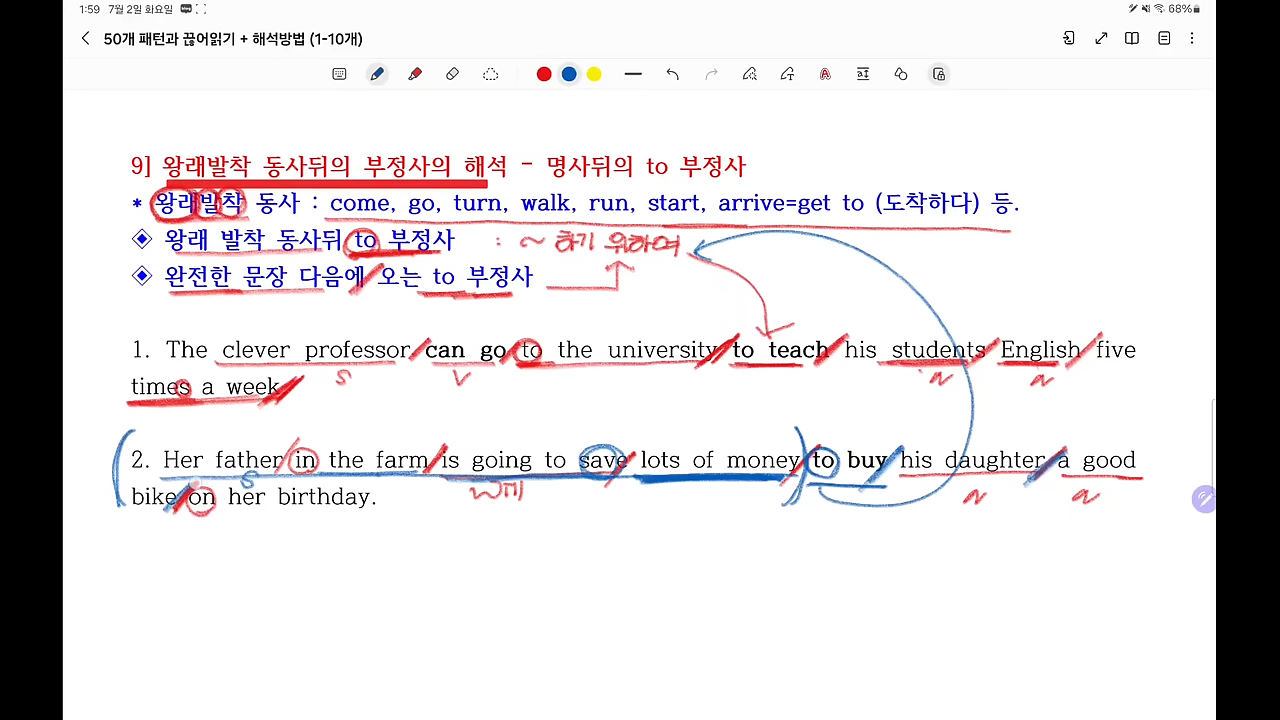 1:59 7월 2일 화요일 68%
50개 패턴과 끊어읽기 + 해석방법 (1-10개)
9] 왕래발착 동사뒤의 부정사의 해석 - 명사뒤의 to 부정사
* 왕래발착 동사 : come, go, turn, walk, run, start, arrive=get to (도착하다) 등.
◈ 왕래 발착 동사뒤 to 부정사 : ~ 하기 위하여
◈ 완전한 문장 다음에 오는 to 부정사
1. The clever professor can go to the university to teach his students English five
S V n n
times a week
2. Her father in the farm is going to save lots of money to buy his daughter a good
S will n a
bike on her birthday.